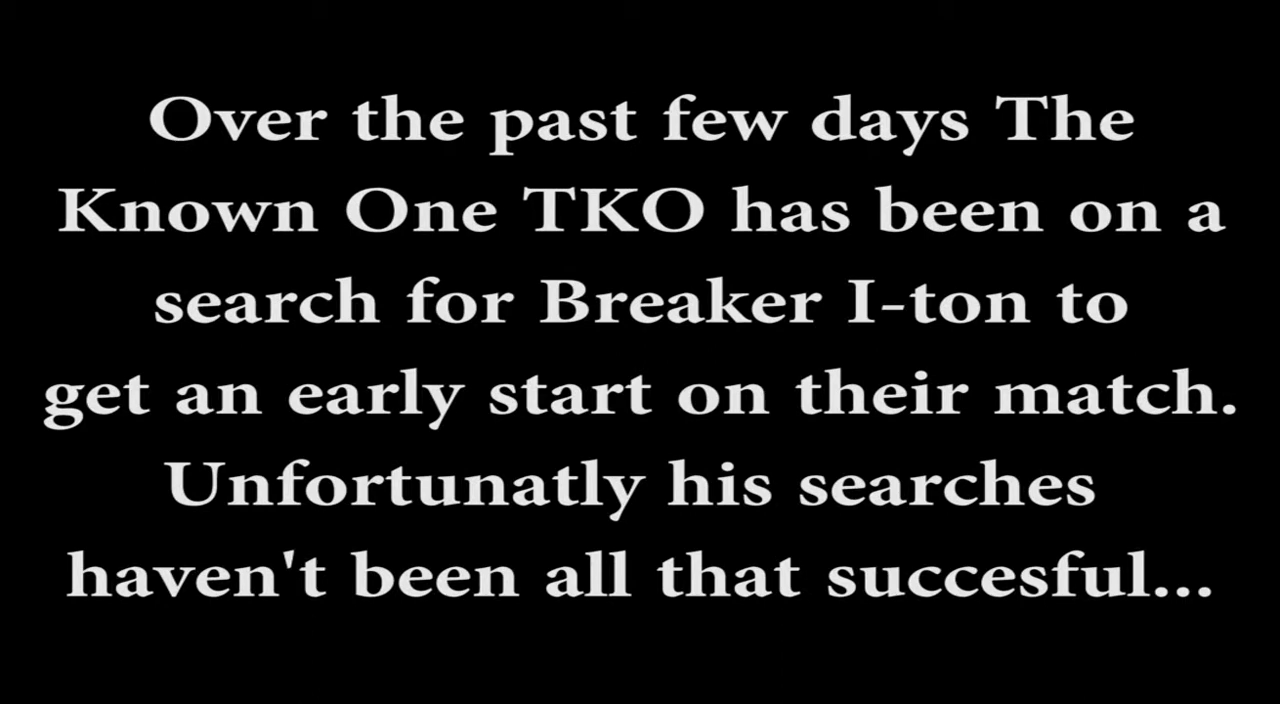 Over the past few days The
Known One TKO has been on a
search for Breaker I-ton to
get an early start on their match.
Unfortunatly his searches
haven't been all that succesful...